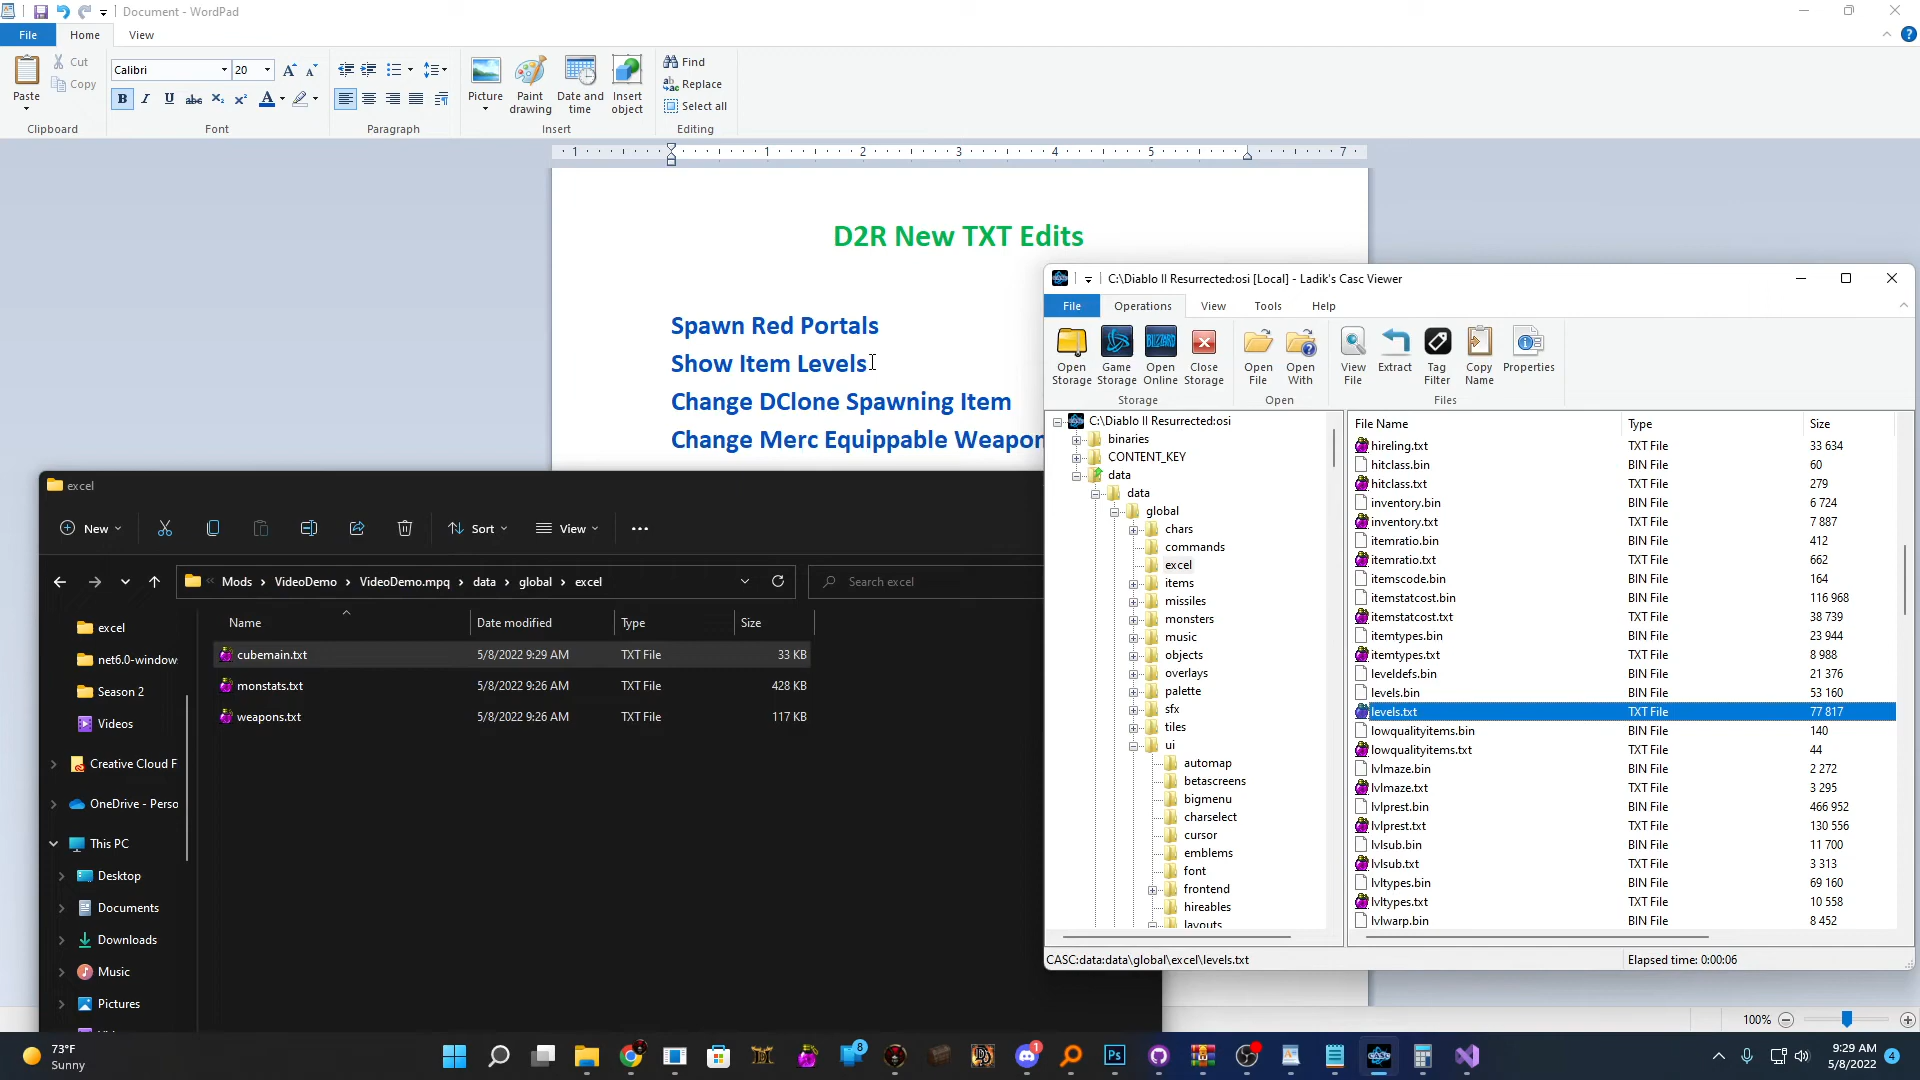 Document - WordPad
File
Home
View
Paste
Cut
Copy
Clipboard
Calibri
20
B I U abc X₂ X² A
Font
Paragraph
Picture
Paint drawing
Date and time
Insert object
Insert
Find
Replace
Select all
Editing
1 1 2 3 4 5 7
D2R New TXT Edits
Spawn Red Portals
Show Item Levels
Change DClone Spawning Item
Change Merc Equippable Weapon
C:\Diablo II Resurrected:osi [Local] - Ladik's Casc Viewer
File
Operations
View
Tools
Help
Open Storage
Game Storage
Open Online
Close Storage
Storage
Open File
Open With
Open
View File
Extract
Tag Filter
Copy Name
Properties
Files
C:\Diablo II Resurrected:osi
binaries
CONTENT_KEY
data
data
global
chars
commands
excel
items
missiles
monsters
music
objects
overlays
palette
sfx
tiles
ui
automap
betascreens
bigmenu
charselect
cursor
emblems
font
frontend
hireables
layouts
File Name Type Size
hireling.txt TXT File 33 634
hitclass.bin BIN File 60
hitclass.txt TXT File 279
inventory.bin BIN File 6 724
inventory.txt TXT File 7 887
itemratio.bin BIN File 412
itemratio.txt TXT File 662
itemscode.bin BIN File 164
itemstatcost.bin BIN File 116 968
itemstatcost.txt TXT File 38 739
itemtypes.bin BIN File 23 944
itemtypes.txt TXT File 8 988
leveldefs.bin BIN File 21 376
levels.bin BIN File 53 160
levels.txt TXT File 77 817
lowqualityitems.bin BIN File 140
lowqualityitems.txt TXT File 44
lvlmaze.bin BIN File 2 272
lvlmaze.txt TXT File 3 295
lvlprest.bin BIN File 466 952
lvlprest.txt TXT File 130 556
lvlsub.bin BIN File 11 700
lvlsub.txt TXT File 3 313
lvltypes.bin BIN File 69 160
lvltypes.txt TXT File 10 558
lvlwarp.bin BIN File 8 452
CASC:data:data\global\excel\levels.txt
Elapsed time: 0:00:06
excel
New
Sort
View
Mods › VideoDemo › VideoDemo.mpq › data › global › excel
Search excel
excel
net6.0-window
Season 2
Videos
Creative Cloud F
OneDrive - Perso
This PC
Desktop
Documents
Downloads
Music
Pictures
Name Date modified Type Size
cubemain.txt 5/8/2022 9:29 AM TXT File 33 KB
monstats.txt 5/8/2022 9:26 AM TXT File 428 KB
weapons.txt 5/8/2022 9:26 AM TXT File 117 KB
100%
73°F
Sunny
8
1
Ps
9:29 AM
5/8/2022
4